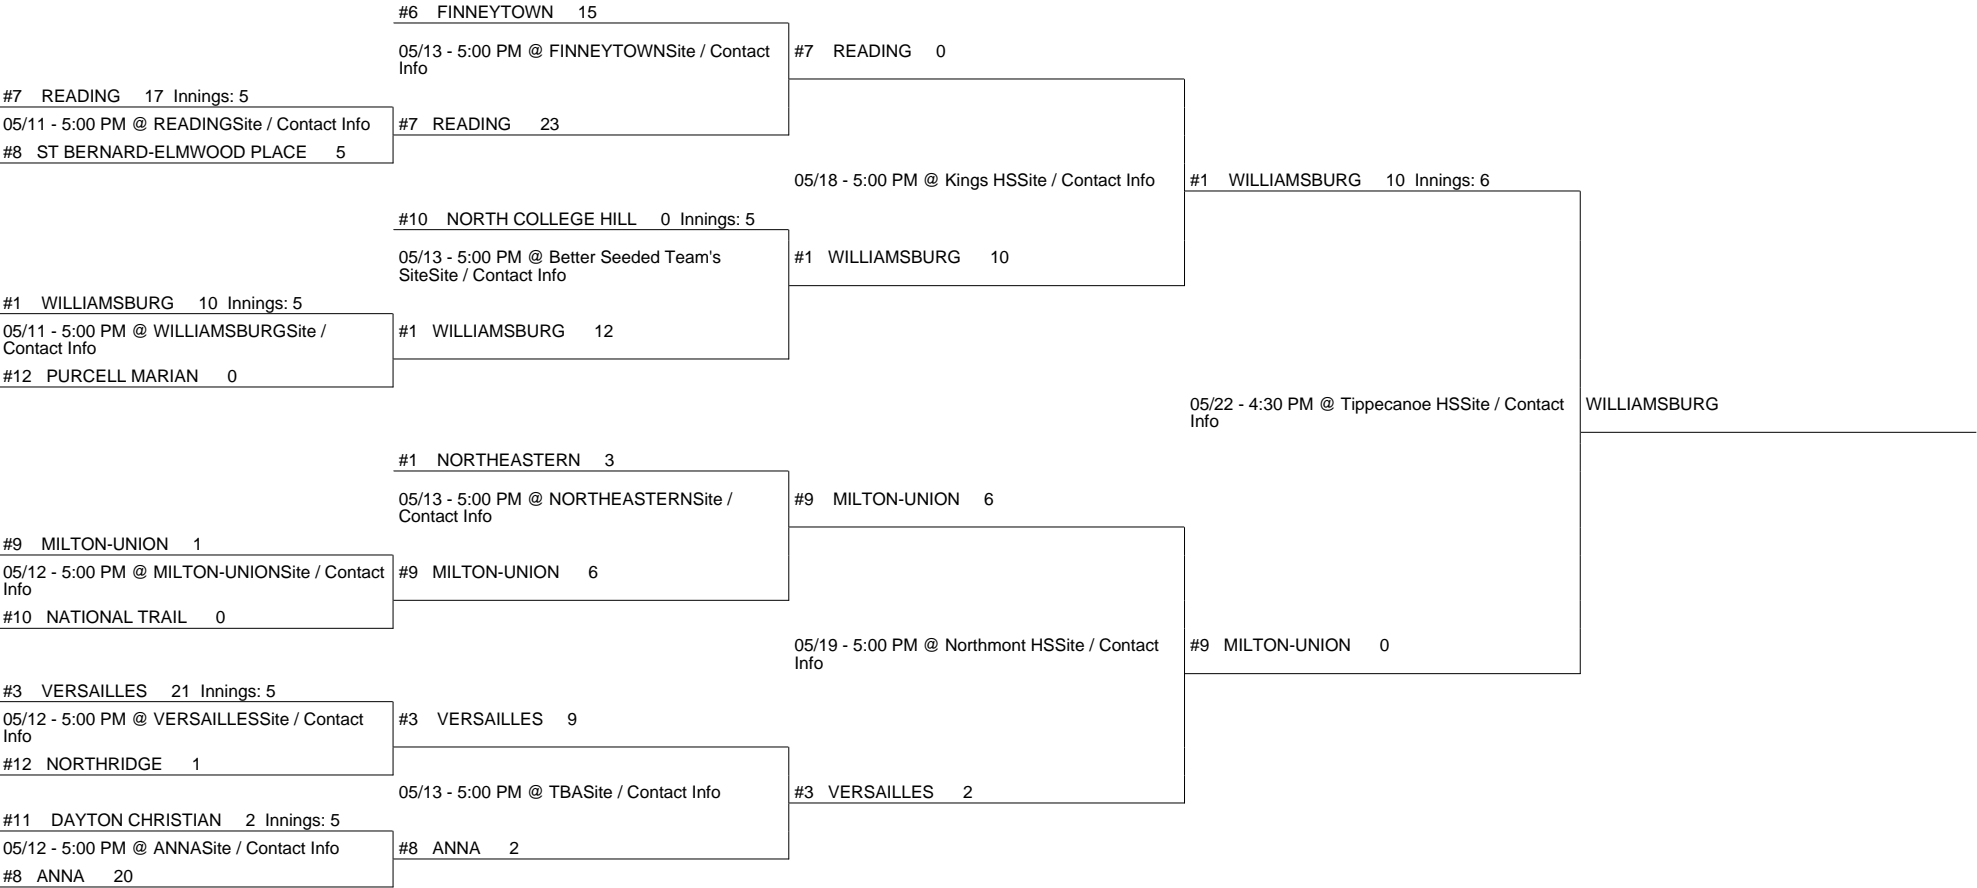 #6 FINNEYTOWN 15
05/13 - 5:00 PM @ FINNEYTOWNSite / Contact
Info
#7 READING 0
#7 READING 17 Innings: 5
05/11 - 5:00 PM @ READINGSite / Contact Info
#7 READING 23
#8 ST BERNARD-ELMWOOD PLACE 5
05/18 - 5:00 PM @ Kings HSSite / Contact Info
#1 WILLIAMSBURG 10 Innings: 6
#10 NORTH COLLEGE HILL 0 Innings: 5
05/13 - 5:00 PM @ Better Seeded Team's
SiteSite / Contact Info
#1 WILLIAMSBURG 10
#1 WILLIAMSBURG 10 Innings: 5
05/11 - 5:00 PM @ WILLIAMSBURGSite /
Contact Info
#1 WILLIAMSBURG 12
#12 PURCELL MARIAN 0
05/22 - 4:30 PM @ Tippecanoe HSSite / Contact
Info
WILLIAMSBURG
#1 NORTHEASTERN 3
05/13 - 5:00 PM @ NORTHEASTERNSite /
Contact Info
#9 MILTON-UNION 6
#9 MILTON-UNION 1
05/12 - 5:00 PM @ MILTON-UNIONSite / Contact
Info
#9 MILTON-UNION 6
#10 NATIONAL TRAIL 0
05/19 - 5:00 PM @ Northmont HSSite / Contact
Info
#9 MILTON-UNION 0
#3 VERSAILLES 21 Innings: 5
05/12 - 5:00 PM @ VERSAILLESSite / Contact
Info
#3 VERSAILLES 9
#12 NORTHRIDGE 1
05/13 - 5:00 PM @ TBASite / Contact Info
#3 VERSAILLES 2
#11 DAYTON CHRISTIAN 2 Innings: 5
05/12 - 5:00 PM @ ANNASite / Contact Info
#8 ANNA 2
#8 ANNA 20